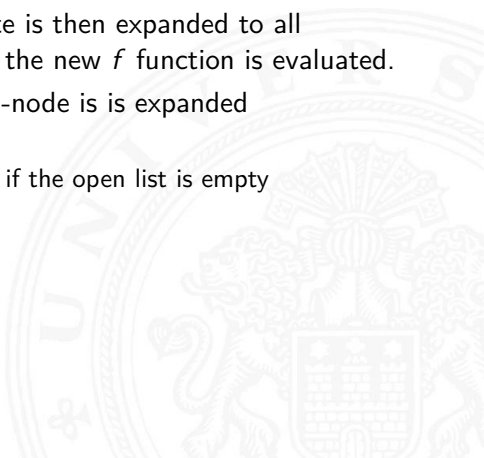 te is then expanded to all
the new f function is evaluated.
-node is is expanded
if the open list is empty
U N I V E R S